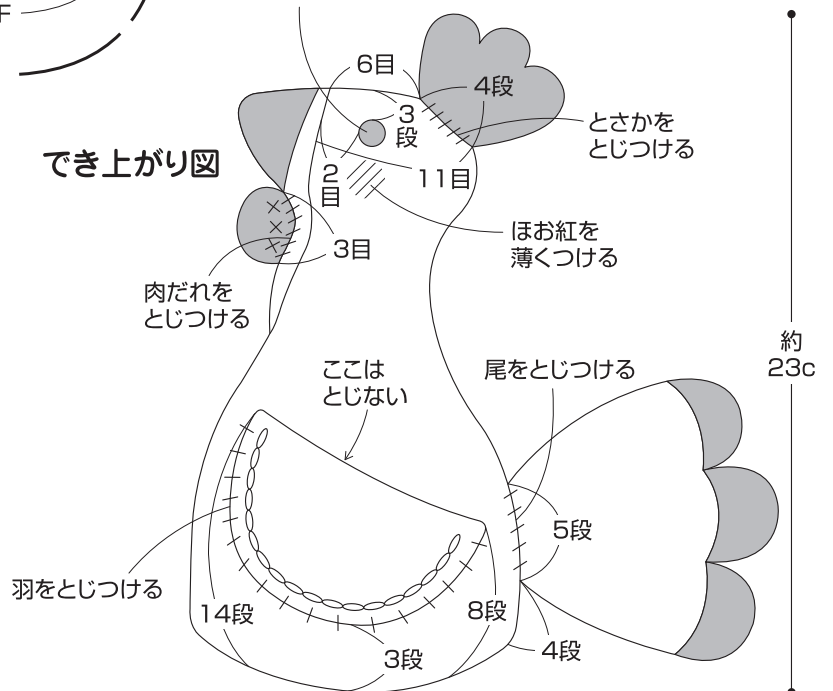 F
6目
4段
3
段
とさかを
とじつける
でき上がり図
2
目
11目
ほお紅を
薄くつける
3目
肉だれを
とじつける
約
23c
ここは
とじない
尾をとじつける
5段
羽をとじつける
14段
8段
4段
3段